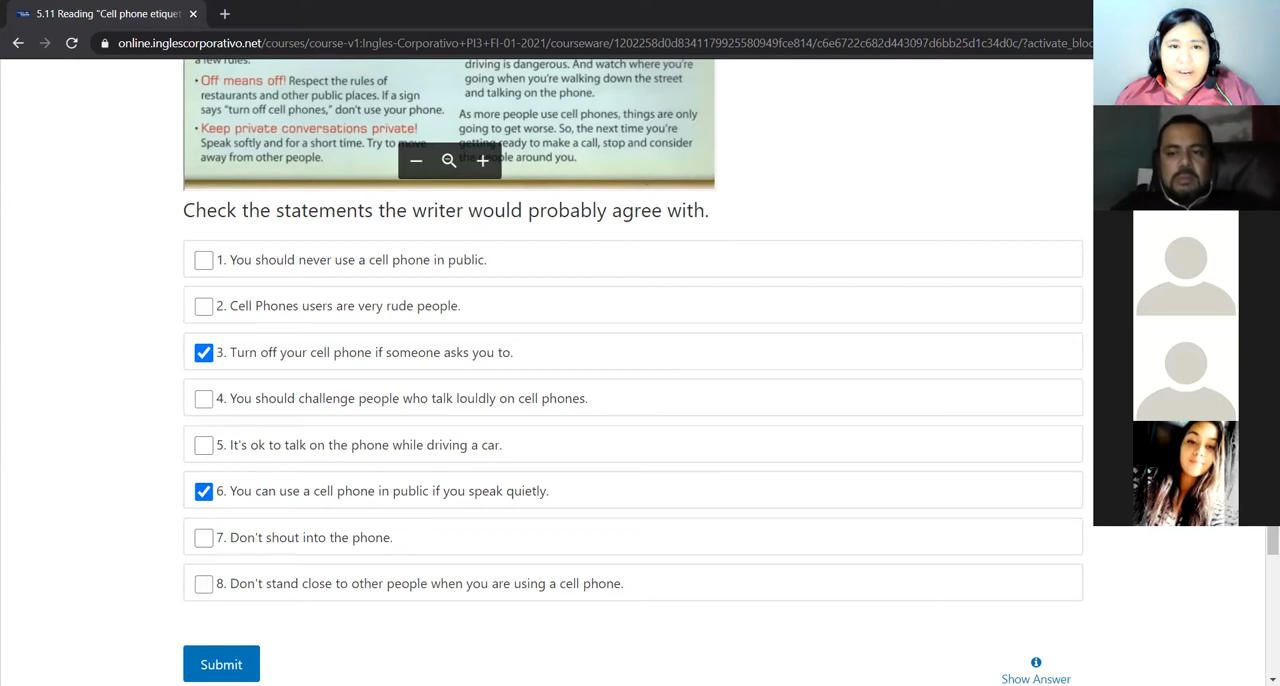 5.11 Reading "Cell phone etiquet
online.inglescorporativo.net/courses/course-v1:Ingles-Corporativo+PI3+FI-01-2021/courseware/1202258d0d8341179925580949fce814/c6e6722c682d443097d6bb25d1c34d0c/?activate_bloc
a few rules.
• Off means off! Respect the rules of
restaurants and other public places. If a sign
says "turn off cell phones," don't use your phone.
• Keep private conversations private!
Speak softly and for a short time. Try to move
away from other people.
driving is dangerous. And watch where you're
going when you're walking down the street
and talking on the phone.
As more people use cell phones, things are only
going to get worse. So, the next time you're
getting ready to make a call, stop and consider
the people around you.
Check the statements the writer would probably agree with.
1. You should never use a cell phone in public.
2. Cell Phones users are very rude people.
3. Turn off your cell phone if someone asks you to.
4. You should challenge people who talk louldly on cell phones.
5. It's ok to talk on the phone while driving a car.
6. You can use a cell phone in public if you speak quietly.
7. Don't shout into the phone.
8. Don't stand close to other people when you are using a cell phone.
Submit
Show Answer